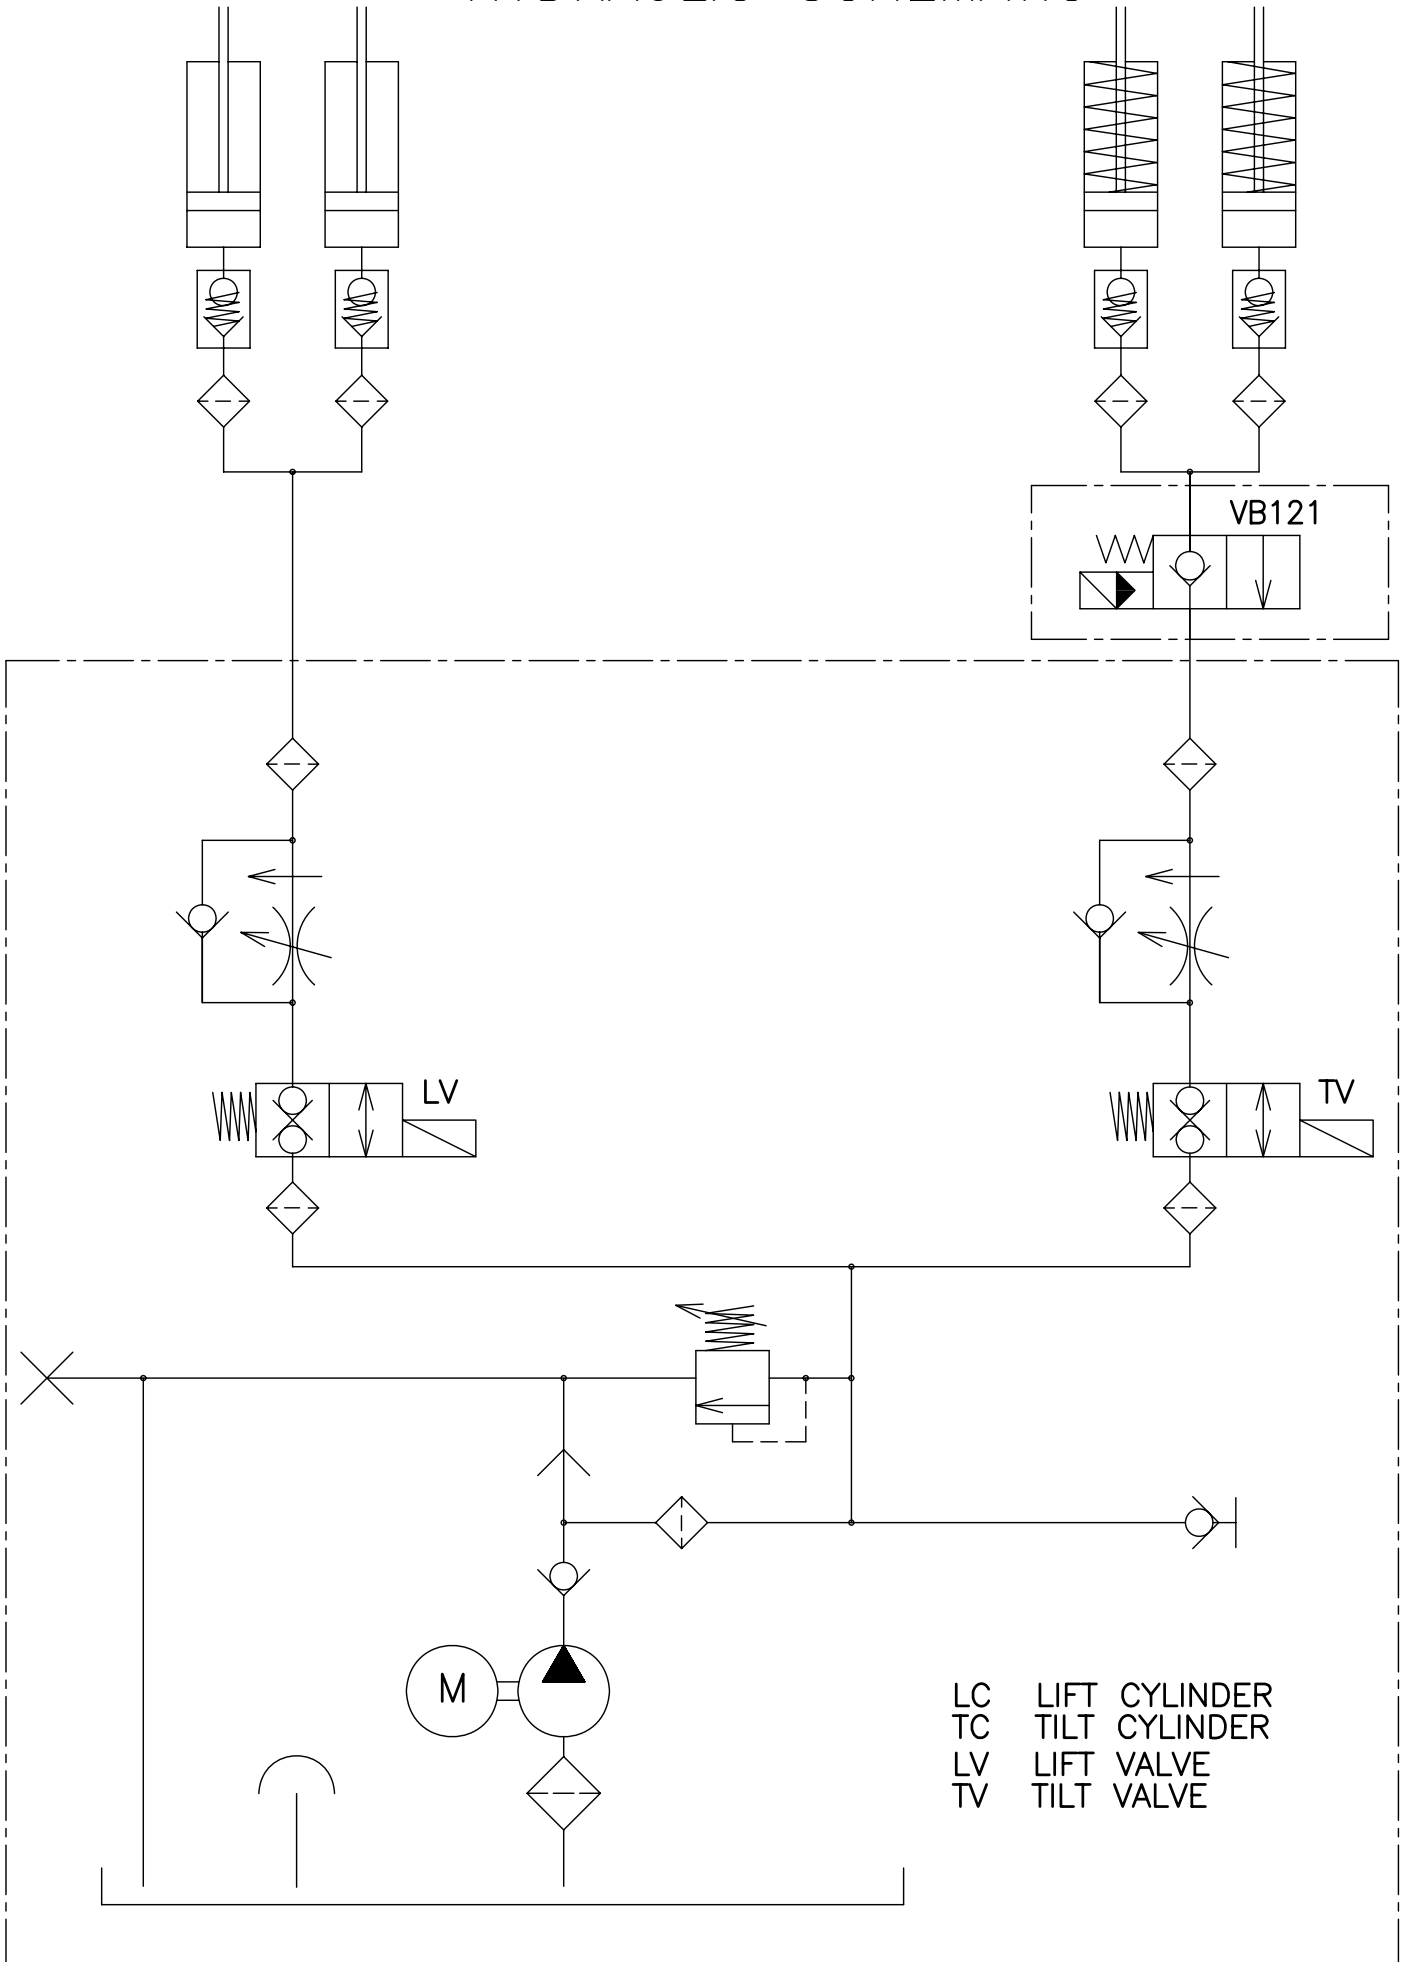 VB121
LV
TV
M
LC LIFT CYLINDER
TC TILT CYLINDER
LV LIFT VALVE
TV TILT VALVE